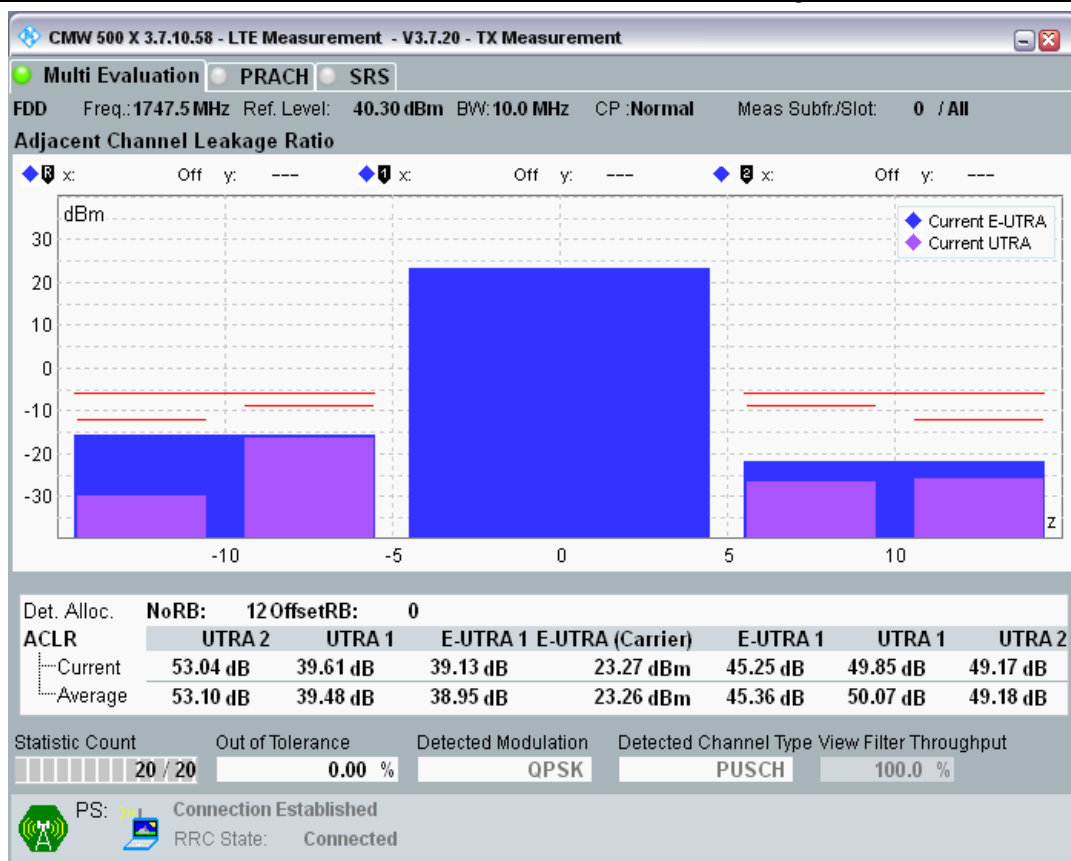 CMW 500 X 3.7.10.58 - LTE Measurement - V3.7.20 - TX Measurement
Multi Evaluation PRACH SRS
FDD Freq.: 1747.5 MHz Ref. Level: 40.30 dBm BW: 10.0 MHz CP : Normal Meas Subfr./Slot: 0 / All
Adjacent Channel Leakage Ratio
R x: Off y: --- 1 x: Off y: --- 2 x: Off y: ---
dBm
Current E-UTRA
Current UTRA
30
20
10
0
-10
-20
-30
z
-10 -5 0 5 10
Det. Alloc. NoRB: 12 OffsetRB: 0
ACLR UTRA 2 UTRA 1 E-UTRA 1 E-UTRA (Carrier) E-UTRA 1 UTRA 1 UTRA 2
Current 53.04 dB 39.61 dB 39.13 dB 23.27 dBm 45.25 dB 49.85 dB 49.17 dB
Average 53.10 dB 39.48 dB 38.95 dB 23.26 dBm 45.36 dB 50.07 dB 49.18 dB
Statistic Count Out of Tolerance Detected Modulation Detected Channel Type View Filter Throughput
20 / 20 0.00 % QPSK PUSCH 100.0 %
PS: Connection Established
RRC State: Connected